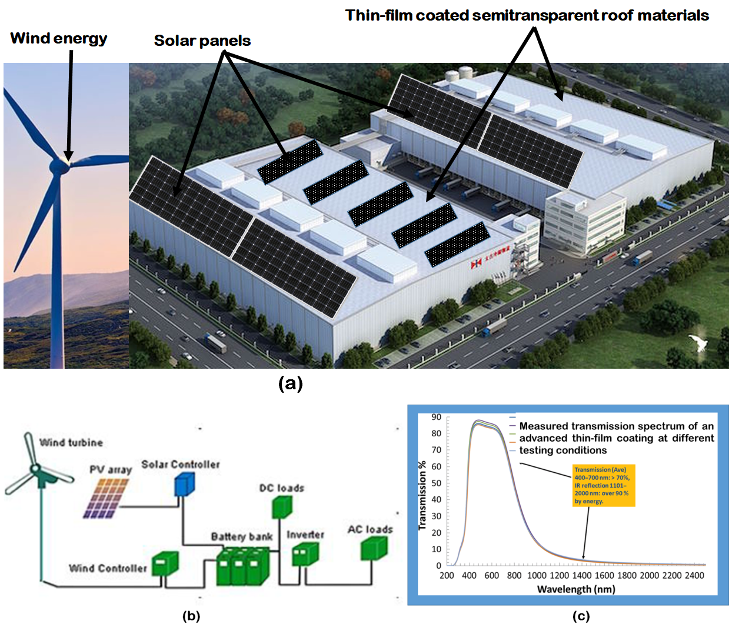 Thin-film coated semitransparent roof materials
Wind energy
Solar panels
(a)
Wind turbine
PV array
Solar Controller
DC loads
Battery bank
Inverter
AC loads
Wind Controller
(b)
Measured transmission spectrum of an
advanced thin-film coating at different
testing conditions
Transmission (Ave)
400–700 nm: > 70%,
IR reflection 1101–
2000 nm: over 90 %
by energy.
Transmission %
90
80
70
60
50
40
30
20
10
0
200 400 600 800 1000 1200 1400 1600 1800 2000 2200 2400
Wavelength (nm)
(c)